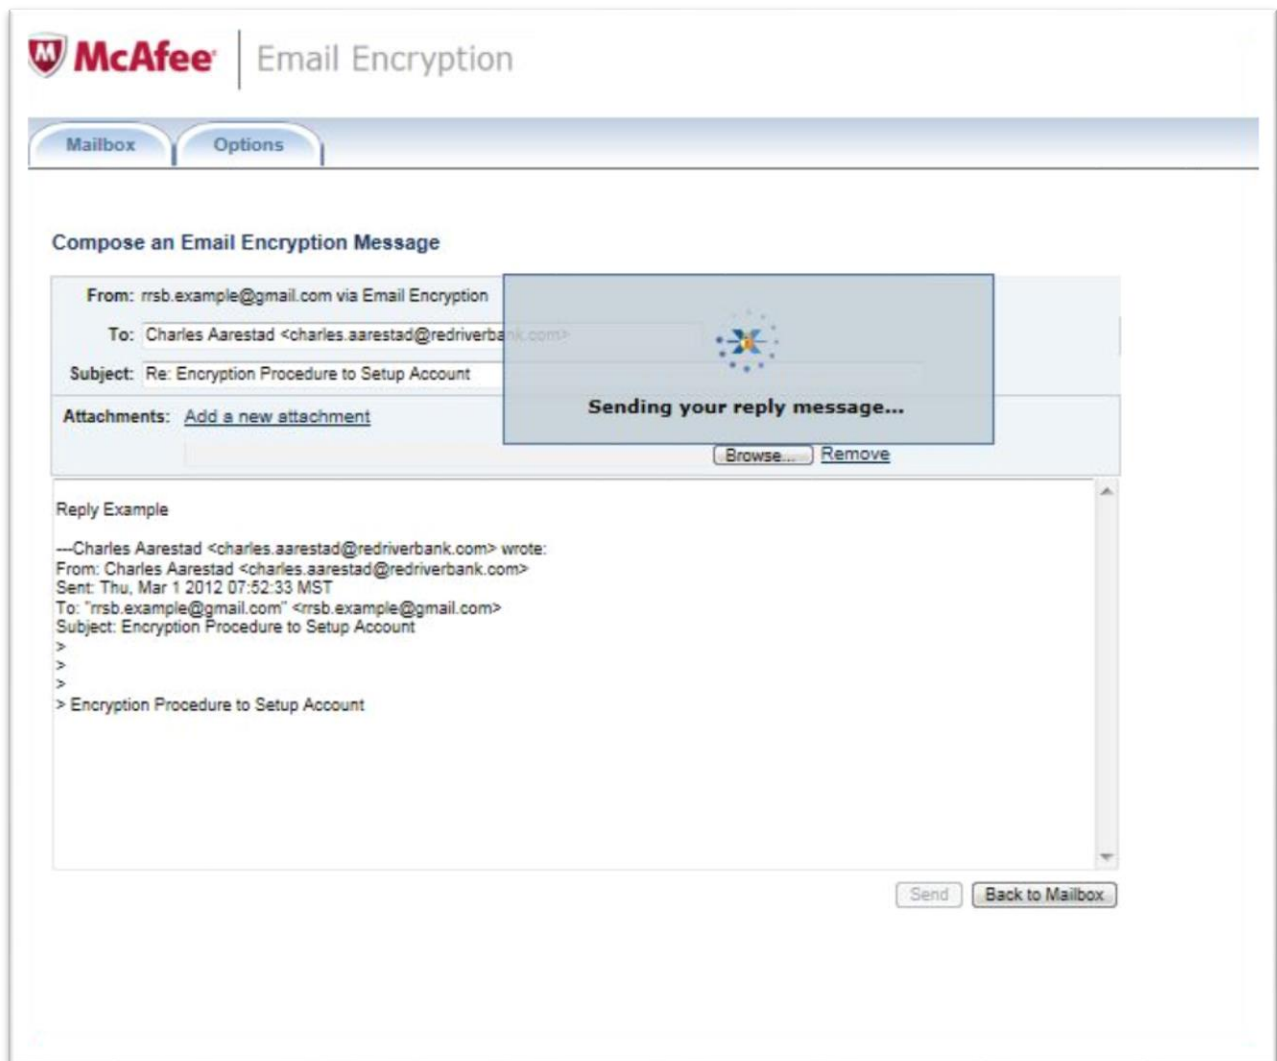 McAfee | Email Encryption
Mailbox Options
Compose an Email Encryption Message
From: rrsb.example@gmail.com via Email Encryption
To: Charles Aarestad <charles.aarestad@redriverbank.com>
Subject: Re: Encryption Procedure to Setup Account
Sending your reply message...
Attachments: Add a new attachment
Browse... Remove
Reply Example
---Charles Aarestad <charles.aarestad@redriverbank.com> wrote:
From: Charles Aarestad <charles.aarestad@redriverbank.com>
Sent: Thu, Mar 1 2012 07:52:33 MST
To: "rrsb.example@gmail.com" <rrsb.example@gmail.com>
Subject: Encryption Procedure to Setup Account
>
>
>
> Encryption Procedure to Setup Account
Send Back to Mailbox